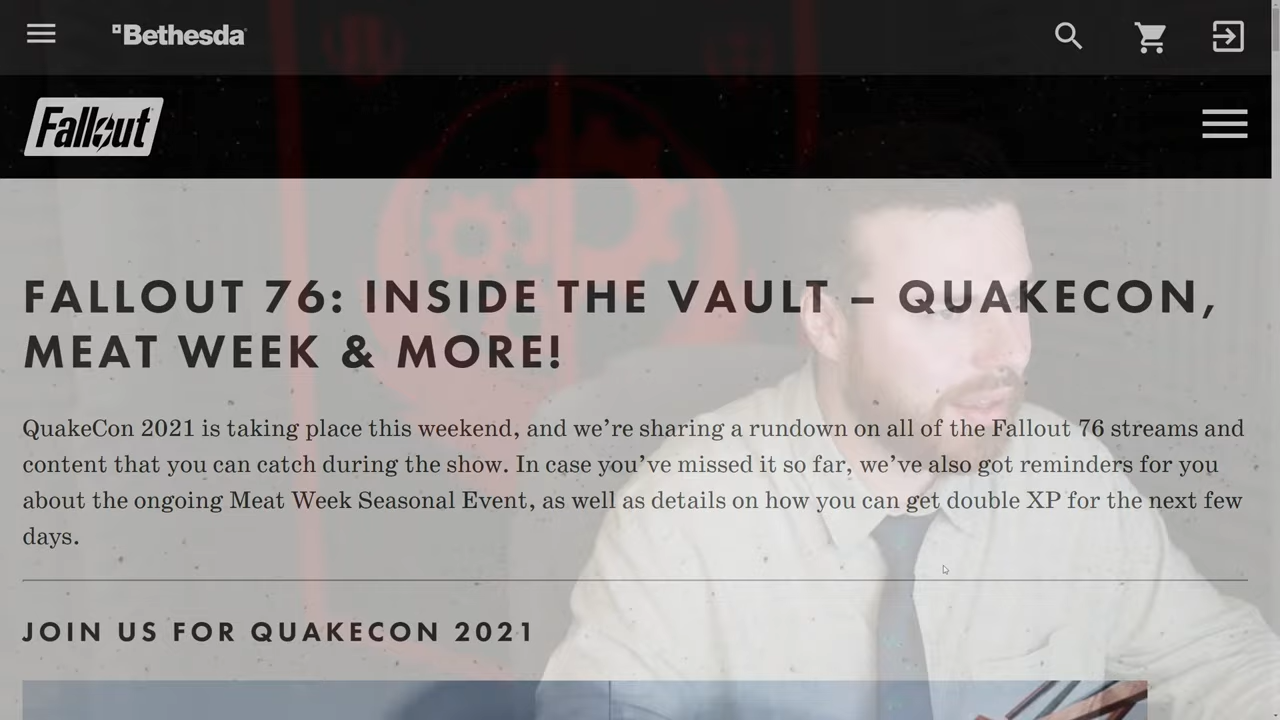 Bethesda
Fallout
FALLOUT 76: INSIDE THE VAULT – QUAKECON,
MEAT WEEK & MORE!
QuakeCon 2021 is taking place this weekend, and we’re sharing a rundown on all of the Fallout 76 streams and
content that you can catch during the show. In case you’ve missed it so far, we’ve also got reminders for you
about the ongoing Meat Week Seasonal Event, as well as details on how you can get double XP for the next few
days.
JOIN US FOR QUAKECON 2021